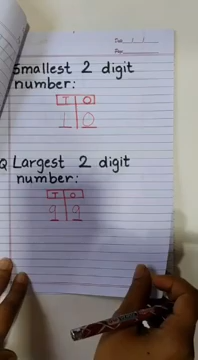 Smallest 2 digit
number:
T O
1 0
Q Largest 2 digit
number:
T O
9 9